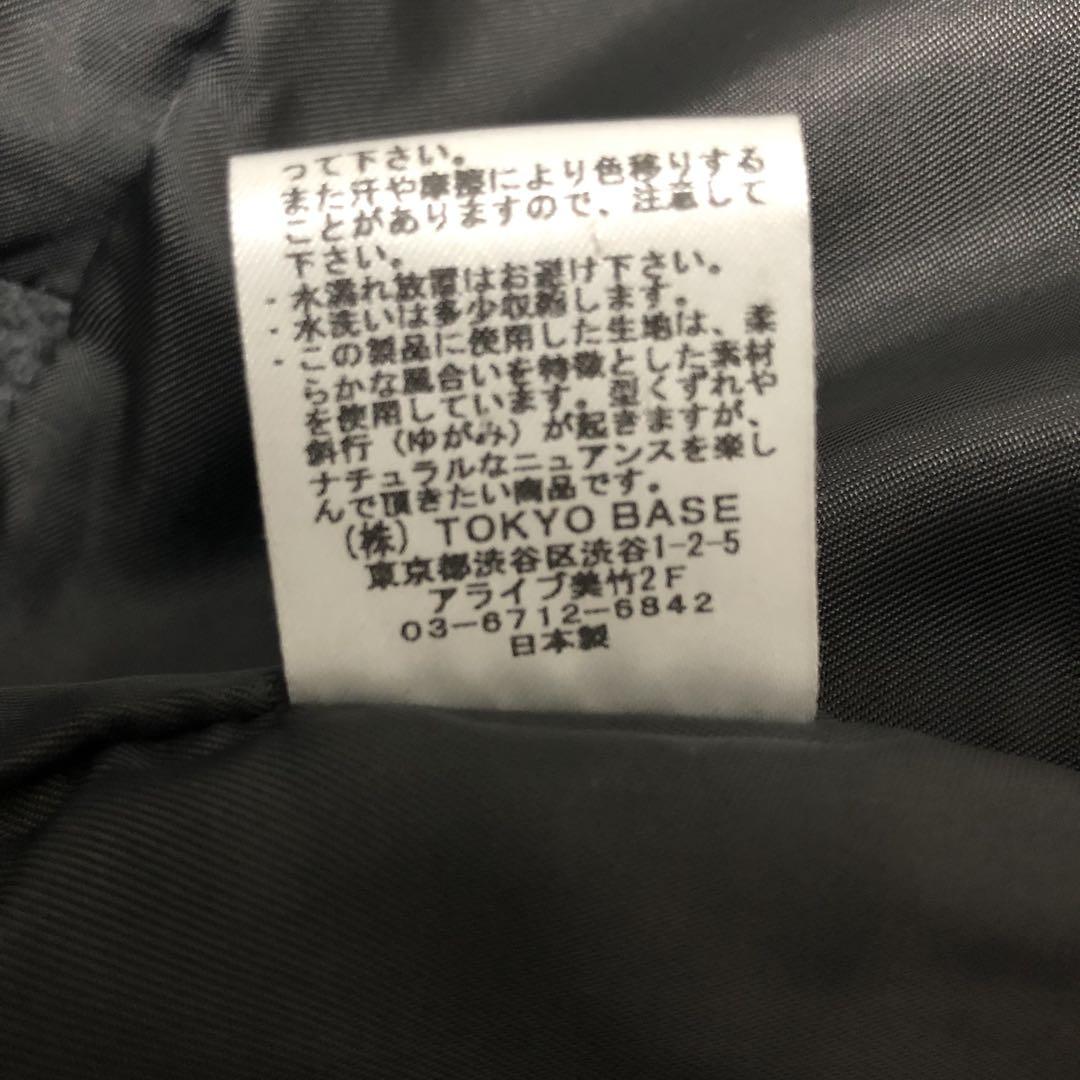 って下さい。
また汗や摩擦により色移りする
ことがありますので、注意して
下さい。
・水濡れ放置はお避け下さい。
・水洗いは多少収縮します。
・この製品に使用した生地は、柔
らかな風合いを特徴とした素材
を使用しています。型くずれや
斜行（ゆがみ）が起きますが、
ナチュラルなニュアンスを楽し
んで頂きたい商品です。
（株）TOKYO BASE
東京都渋谷区渋谷1-2-5
アライブ美竹2F
03-6712-6842
日本製